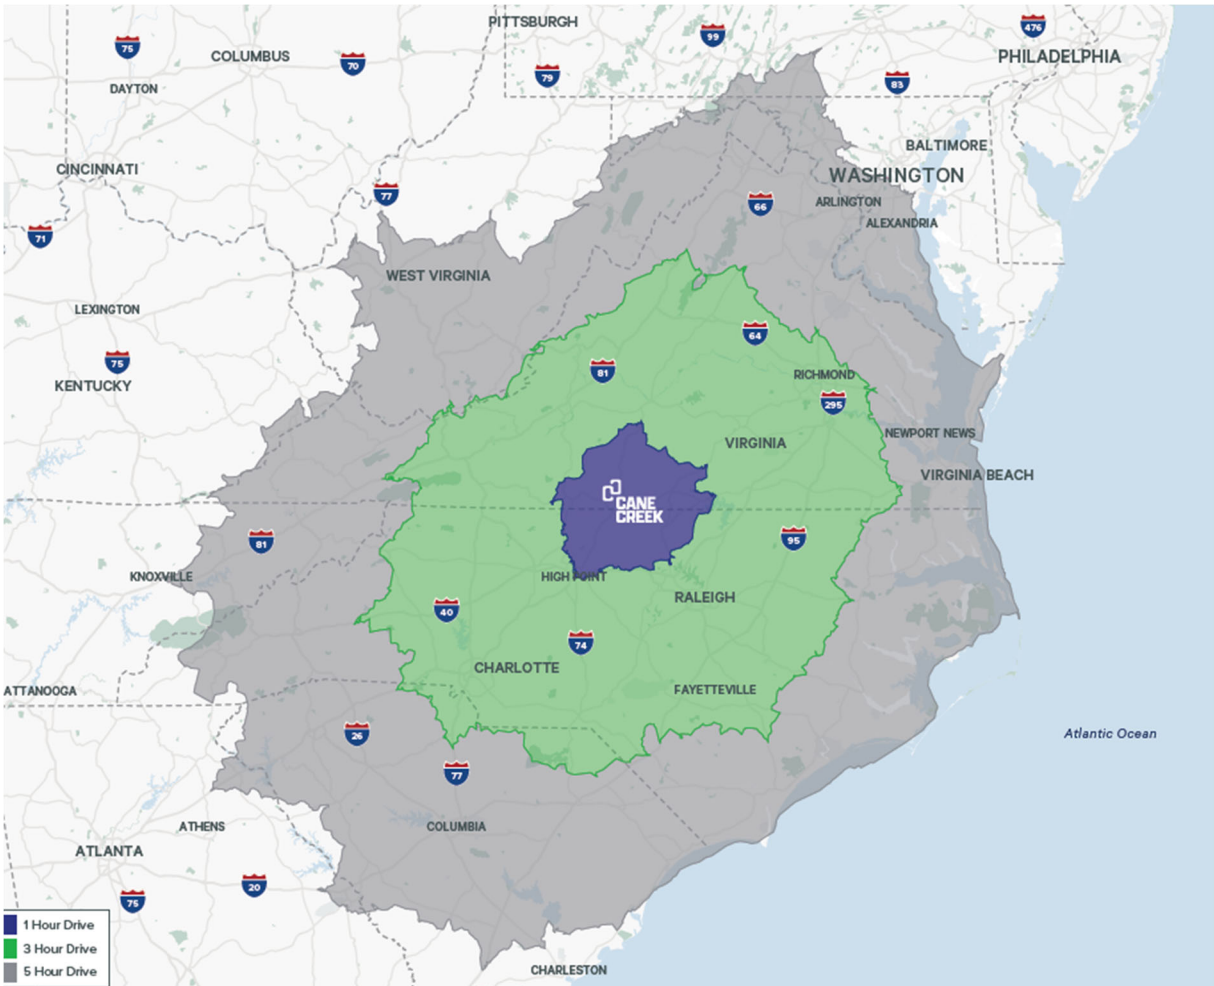 PITTSBURGH
476
75
99
COLUMBUS
70
PHILADELPHIA
79
83
DAYTON
BALTIMORE
CINCINNATI
WASHINGTON
77
66
ARLINGTON
71
ALEXANDRIA
WEST VIRGINIA
LEXINGTON
64
75
81
RICHMOND
KENTUCKY
295
NEWPORT NEWS
VIRGINIA
VIRGINIA BEACH
CANE
CREEK
81
95
KNOXVILLE
HIGH POINT
RALEIGH
40
74
CHARLOTTE
ATTANOOGA
FAYETTEVILLE
26
Atlantic Ocean
77
ATHENS
COLUMBIA
ATLANTA
20
75
1 Hour Drive
3 Hour Drive
5 Hour Drive
CHARLESTON